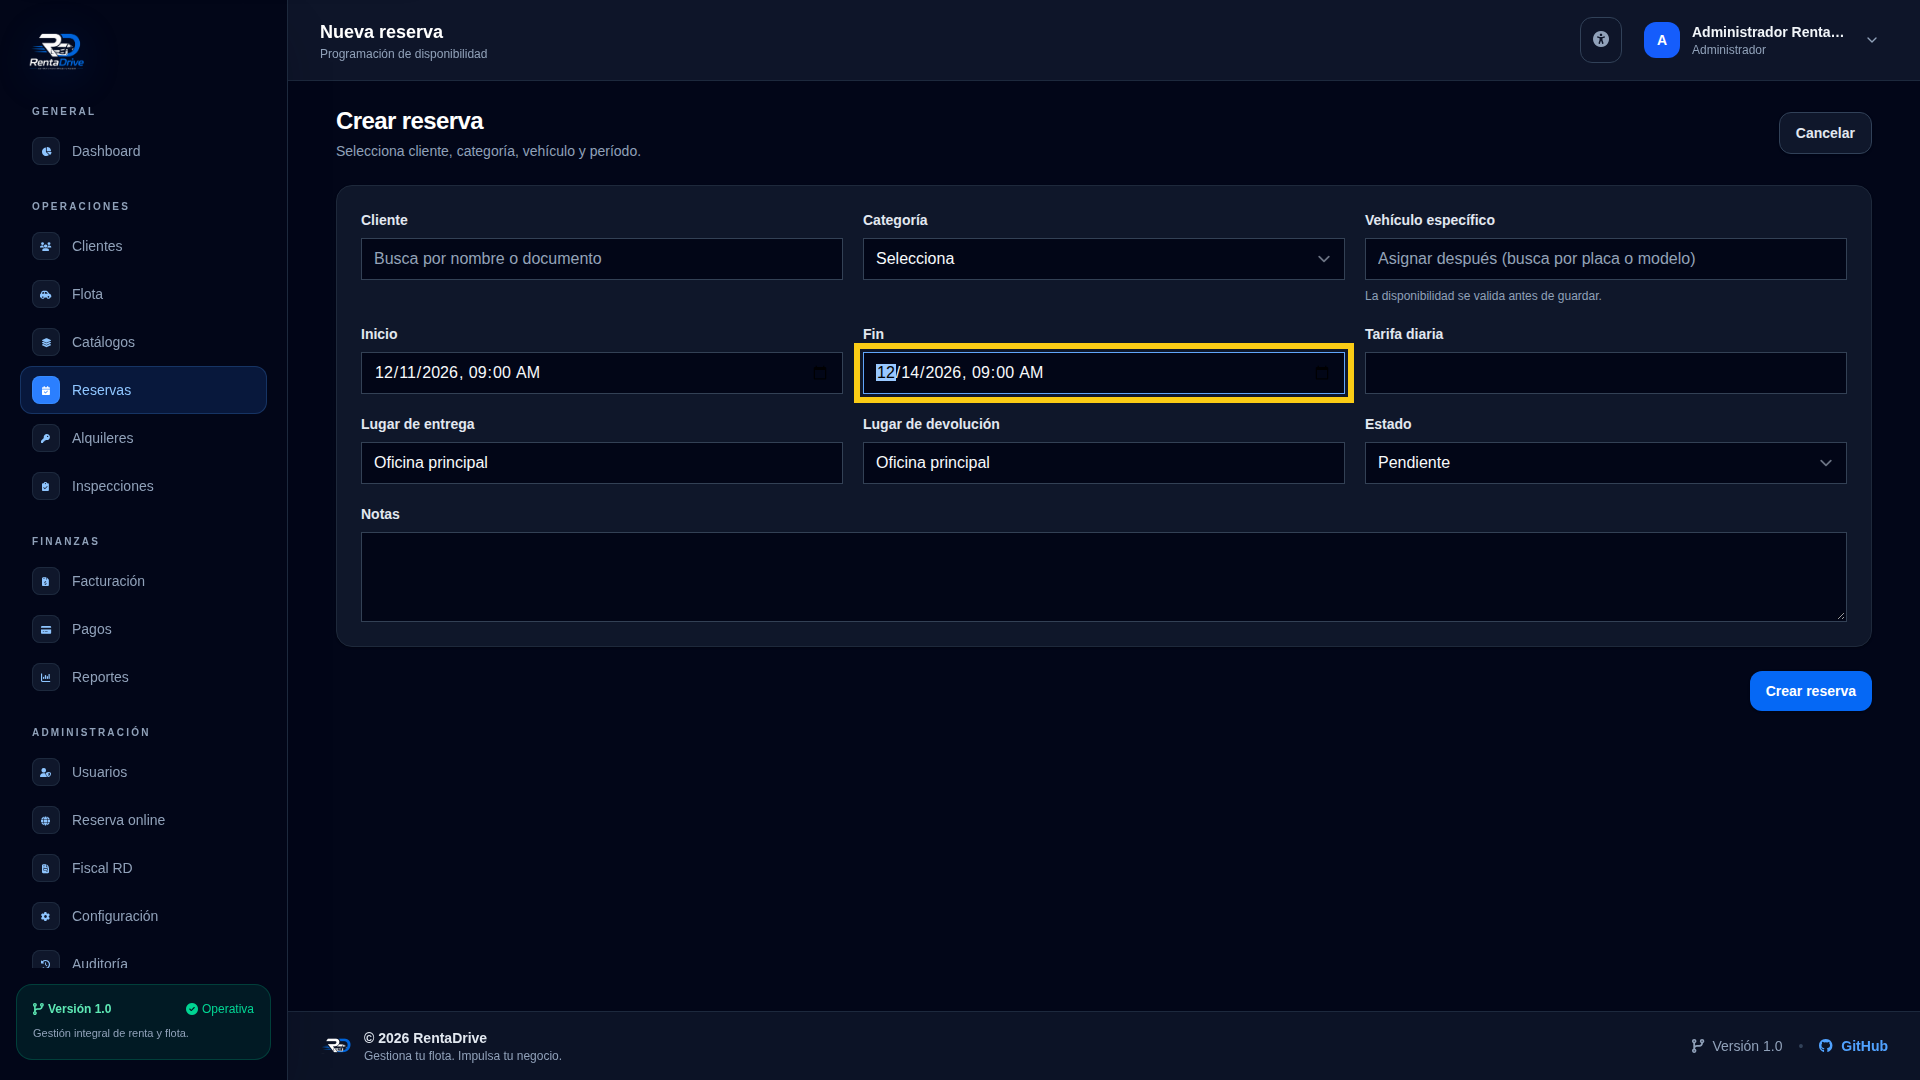 RentaDrive
GENERAL
Dashboard
OPERACIONES
Clientes
Flota
Catálogos
Reservas
Alquileres
Inspecciones
FINANZAS
Facturación
Pagos
Reportes
ADMINISTRACIÓN
Usuarios
Reserva online
Fiscal RD
Configuración
Auditoría
Versión 1.0
Operativa
Gestión integral de renta y flota.
Nueva reserva
Programación de disponibilidad
A
Administrador Renta...
Administrador
Crear reserva
Selecciona cliente, categoría, vehículo y período.
Cancelar
Cliente
Busca por nombre o documento
Categoría
Selecciona
Vehículo específico
Asignar después (busca por placa o modelo)
La disponibilidad se valida antes de guardar.
Inicio
12/11/2026, 09:00 AM
Fin
12/14/2026, 09:00 AM
Tarifa diaria
Lugar de entrega
Oficina principal
Lugar de devolución
Oficina principal
Estado
Pendiente
Notas
Crear reserva
© 2026 RentaDrive
Gestiona tu flota. Impulsa tu negocio.
Versión 1.0
•
GitHub